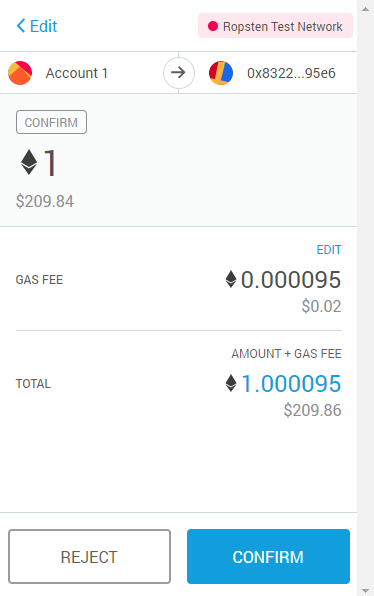 Edit
Ropsten Test Network
Account 1
0x8322...95e6
CONFIRM
1
$209.84
EDIT
GAS FEE
0.000095
$0.02
AMOUNT + GAS FEE
TOTAL
1.000095
$209.86
REJECT
CONFIRM